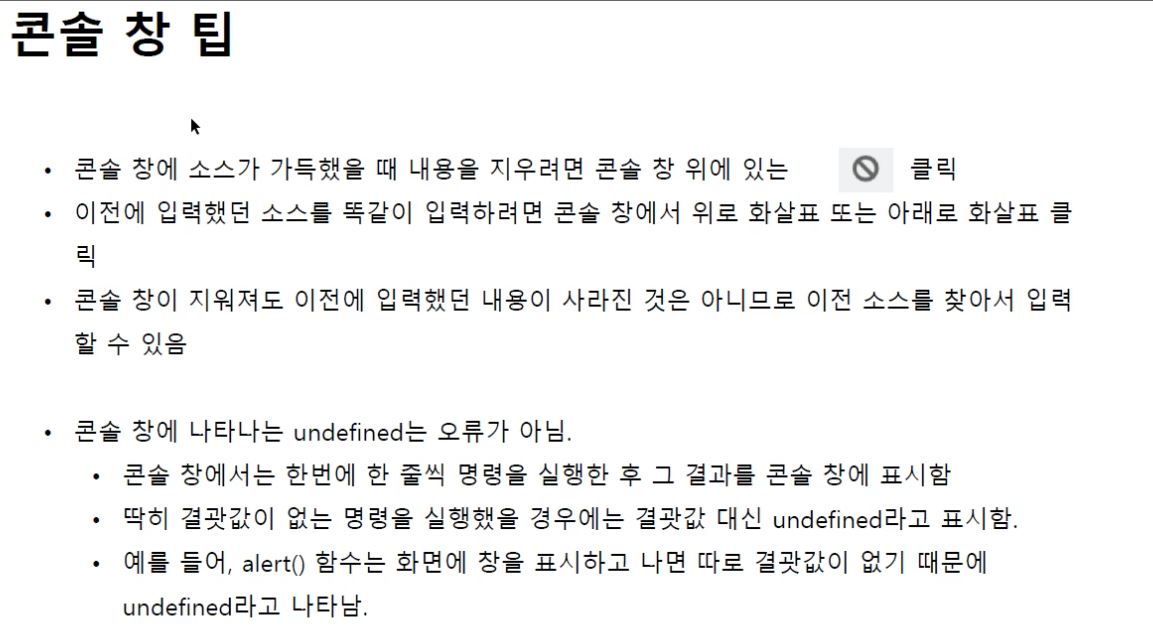 콘솔 창 팁
• 콘솔 창에 소스가 가득했을 때 내용을 지우려면 콘솔 창 위에 있는 클릭
• 이전에 입력했던 소스를 똑같이 입력하려면 콘솔 창에서 위로 화살표 또는 아래로 화살표 클
릭
• 콘솔 창이 지워져도 이전에 입력했던 내용이 사라진 것은 아니므로 이전 소스를 찾아서 입력
할 수 있음
• 콘솔 창에 나타나는 undefined는 오류가 아님.
• 콘솔 창에서는 한번에 한 줄씩 명령을 실행한 후 그 결과를 콘솔 창에 표시함
• 딱히 결괏값이 없는 명령을 실행했을 경우에는 결괏값 대신 undefined라고 표시함.
• 예를 들어, alert() 함수는 화면에 창을 표시하고 나면 따로 결괏값이 없기 때문에
undefined라고 나타남.